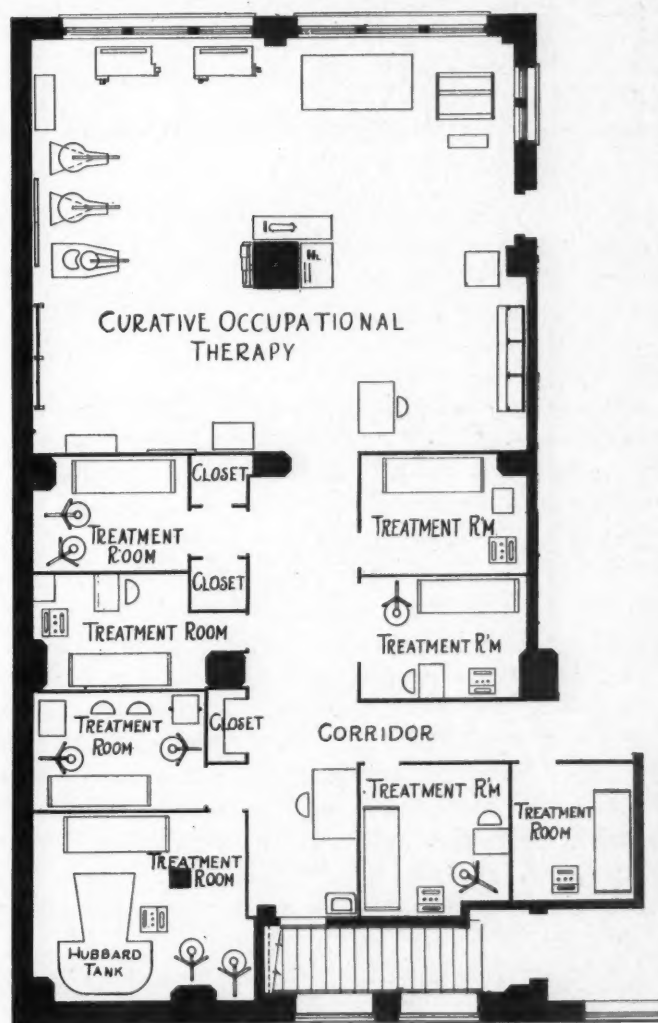 CURATIVE OCCUPATIONAL
THERAPY
CLOSET
TREATMENT
ROOM
TREATMENT R'M
CLOSET
TREATMENT ROOM
TREATMENT R'M
TREATMENT
ROOM
CLOSET
CORRIDOR
TREATMENT R'M
TREATMENT
ROOM
TREATMENT
ROOM
HUBBARD
TANK